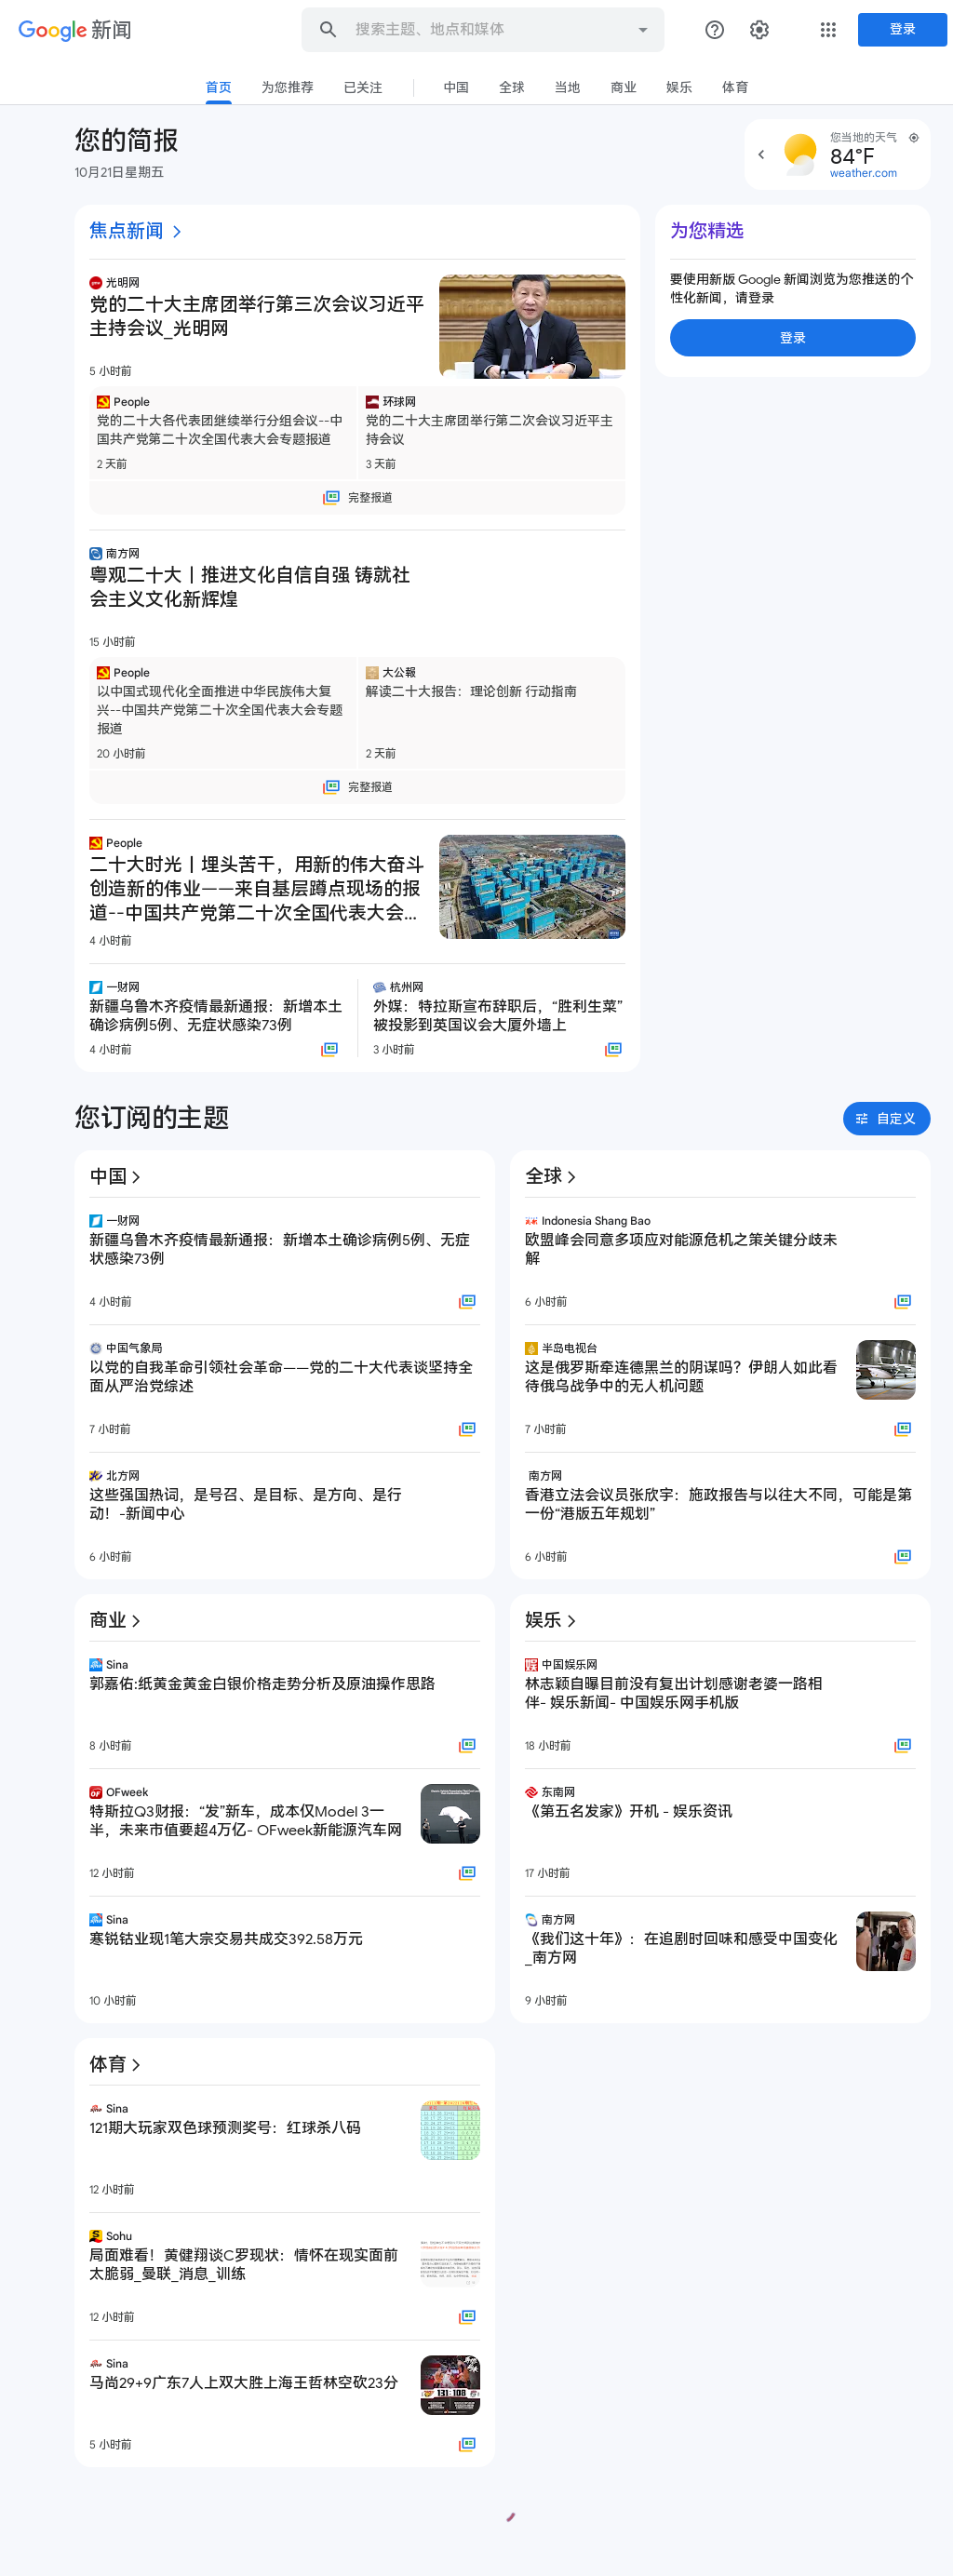 Google 新闻
搜索主题、地点和媒体
登录
首页
为您推荐
已关注
中国
全球
当地
商业
娱乐
体育
您的简报
10月21日星期五
您当地的天气
84°F
weather.com
焦点新闻
光明网
党的二十大主席团举行第三次会议习近平
主持会议_光明网
5 小时前
People
党的二十大各代表团继续举行分组会议--中
国共产党第二十次全国代表大会专题报道
2 天前
环球网
党的二十大主席团举行第二次会议习近平主
持会议
3 天前
完整报道
南方网
粤观二十大丨推进文化自信自强 铸就社
会主义文化新辉煌
15 小时前
People
以中国式现代化全面推进中华民族伟大复
兴--中国共产党第二十次全国代表大会专题
报道
20 小时前
大公報
解读二十大报告：理论创新 行动指南
2 天前
完整报道
People
二十大时光丨埋头苦干，用新的伟大奋斗
创造新的伟业——来自基层蹲点现场的报
道--中国共产党第二十次全国代表大会...
4 小时前
一财网
新疆乌鲁木齐疫情最新通报：新增本土
确诊病例5例、无症状感染73例
4 小时前
杭州网
外媒：特拉斯宣布辞职后，“胜利生菜”
被投影到英国议会大厦外墙上
3 小时前
为您精选
要使用新版 Google 新闻浏览为您推送的个
性化新闻，请登录
登录
您订阅的主题
自定义
中国
一财网
新疆乌鲁木齐疫情最新通报：新增本土确诊病例5例、无症
状感染73例
4 小时前
中国气象局
以党的自我革命引领社会革命——党的二十大代表谈坚持全
面从严治党综述
7 小时前
北方网
这些强国热词，是号召、是目标、是方向、是行
动！-新闻中心
6 小时前
全球
Indonesia Shang Bao
欧盟峰会同意多项应对能源危机之策关键分歧未
解
6 小时前
半岛电视台
这是俄罗斯牵连德黑兰的阴谋吗？伊朗人如此看
待俄乌战争中的无人机问题
7 小时前
南方网
香港立法会议员张欣宇：施政报告与以往大不同，可能是第
一份“港版五年规划”
6 小时前
商业
Sina
郭嘉佑:纸黄金黄金白银价格走势分析及原油操作思路
8 小时前
OFweek
特斯拉Q3财报：“发”新车，成本仅Model 3一
半，未来市值要超4万亿- OFweek新能源汽车网
12 小时前
Sina
寒锐钴业现1笔大宗交易共成交392.58万元
10 小时前
娱乐
中国娱乐网
林志颖自曝目前没有复出计划感谢老婆一路相
伴- 娱乐新闻- 中国娱乐网手机版
18 小时前
东南网
《第五名发家》开机 - 娱乐资讯
17 小时前
南方网
《我们这十年》：在追剧时回味和感受中国变化
_南方网
9 小时前
体育
Sina
121期大玩家双色球预测奖号：红球杀八码
12 小时前
Sohu
局面难看！黄健翔谈C罗现状：情怀在现实面前
太脆弱_曼联_消息_训练
12 小时前
Sina
马尚29+9广东7人上双大胜上海王哲林空砍23分
131:108
5 小时前